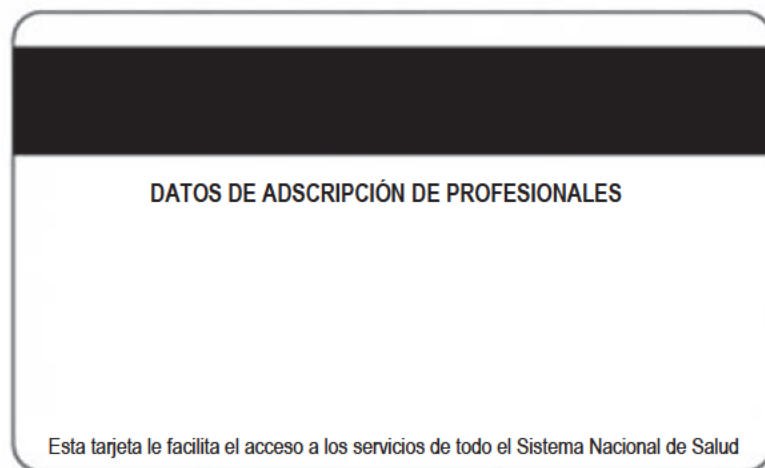 DATOS DE ADSCRIPCIÓN DE PROFESIONALES
Esta tarjeta le facilita el acceso a los servicios de todo el Sistema Nacional de Salud